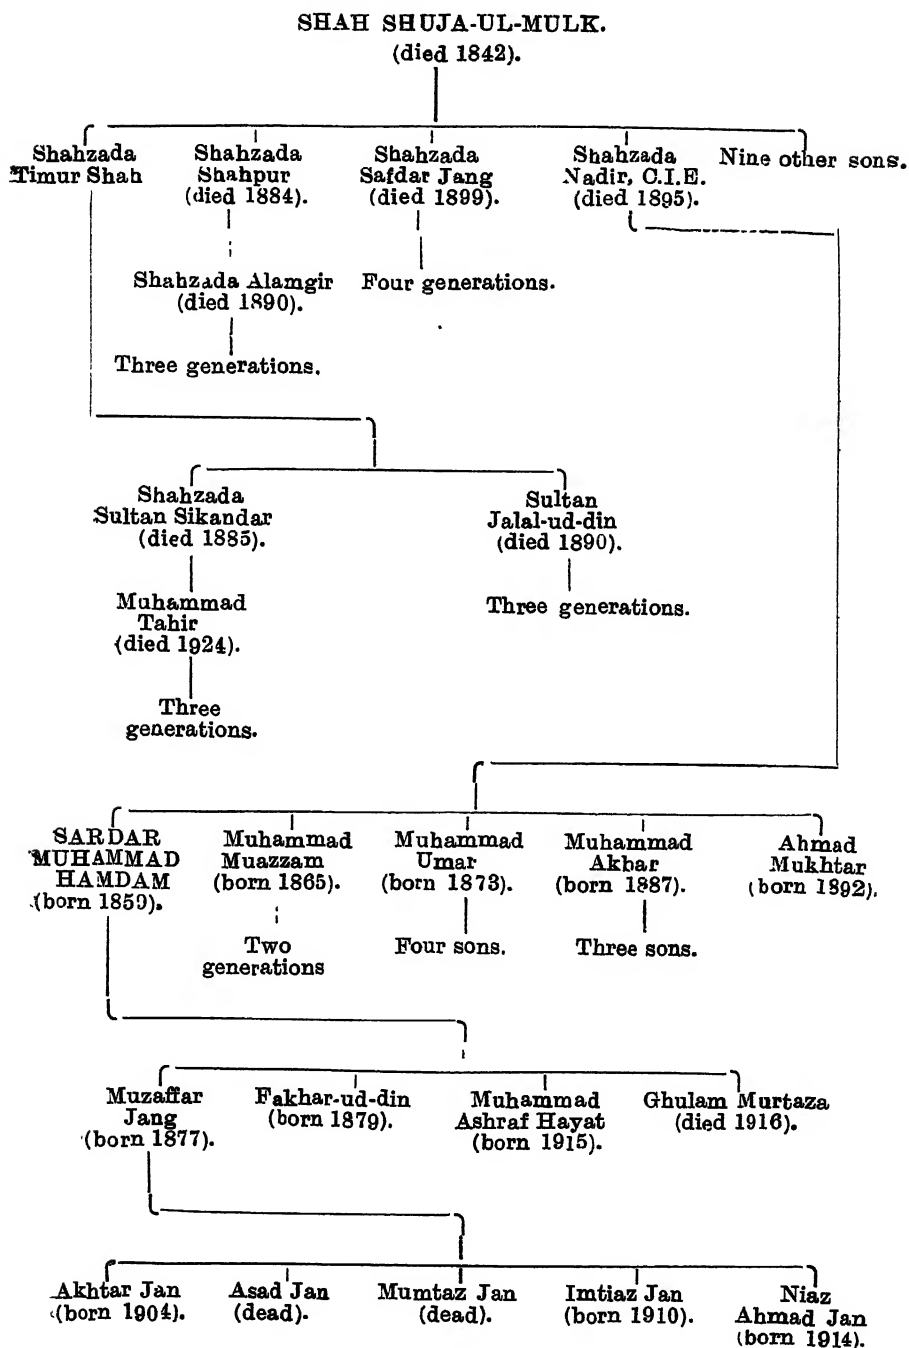 SHAH SHUJA-UL-MULK.
(died 1842).
Shahzada
Timur Shah
Shahzada
Shahpur
(died 1884).
Shahzada
Safdar Jang
(died 1899).
Shahzada
Nadir, C.I.E.
(died 1895).
Nine other sons.
Shahzada Alamgir
(died 1890).
Four generations.
Three generations.
Shahzada
Sultan Sikandar
(died 1885).
Sultan
Jalal-ud-din
(died 1890).
Muhammad
Tahir
(died 1924).
Three generations.
Three
generations.
SARDAR
MUHAMMAD
HAMDAM
(born 1859).
Muhammad
Muazzam
(born 1865).
Muhammad
Umar
(born 1873).
Muhammad
Akbar
(born 1887).
Ahmad
Mukhtar
(born 1892).
Two
generations
Four sons.
Three sons.
Muzaffar
Jang
(born 1877).
Fakhar-ud-din
(born 1879).
Muhammad
Ashraf Hayat
(born 1915).
Ghulam Murtaza
(died 1916).
Akhtar Jan
(born 1904).
Asad Jan
(dead).
Mumtaz Jan
(dead).
Imtiaz Jan
(born 1910).
Niaz
Ahmad Jan
(born 1914).